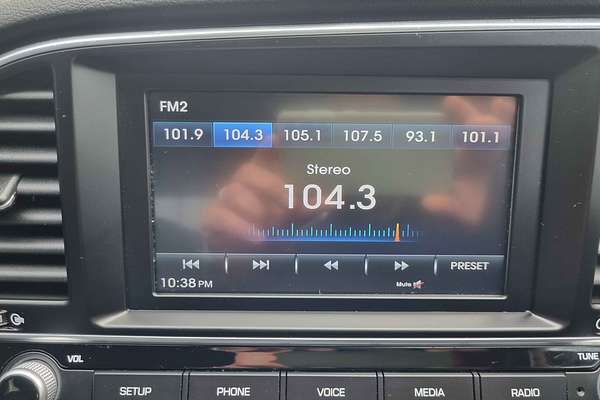 FM2
101.9 104.3 105.1 107.5 93.1 101.1
Stereo
104.3
PRESET
10:38 PM Mute
VOL TUNE
SETUP PHONE VOICE MEDIA RADIO